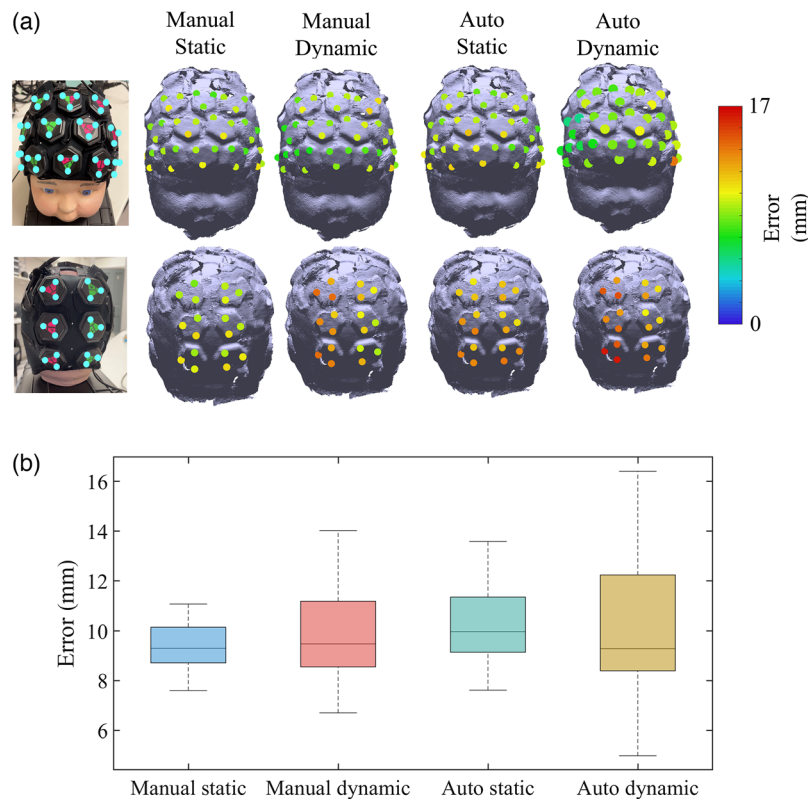 (a)
Manual
Static
Manual
Dynamic
Auto
Static
Auto
Dynamic
17
Error
(mm)
0
(b)
16
14
12
10
8
6
Error (mm)
Manual static
Manual dynamic
Auto static
Auto dynamic